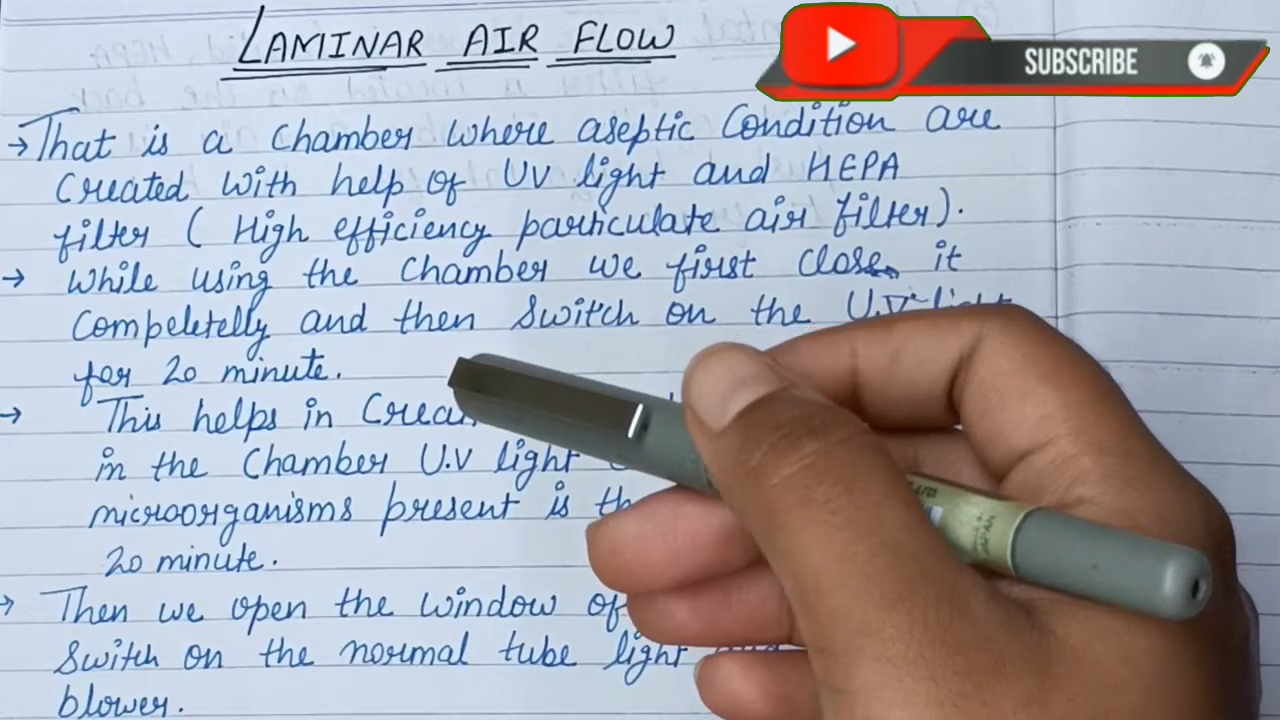 LAMINAR AIR FLOW
SUBSCRIBE
→ That is a Chamber where aseptic Condition are
Created with help of UV light and HEPA
filter ( High efficiency particulate air filter).
→ While using the Chamber we first close it
Compeletelly and then Switch on the U.V light
for 20 minute.
→ This helps in
in the Chamber U.V light
microorganisms present is
20 minute.
→ Then we open the window of
Switch on the normal tube light and
blower.